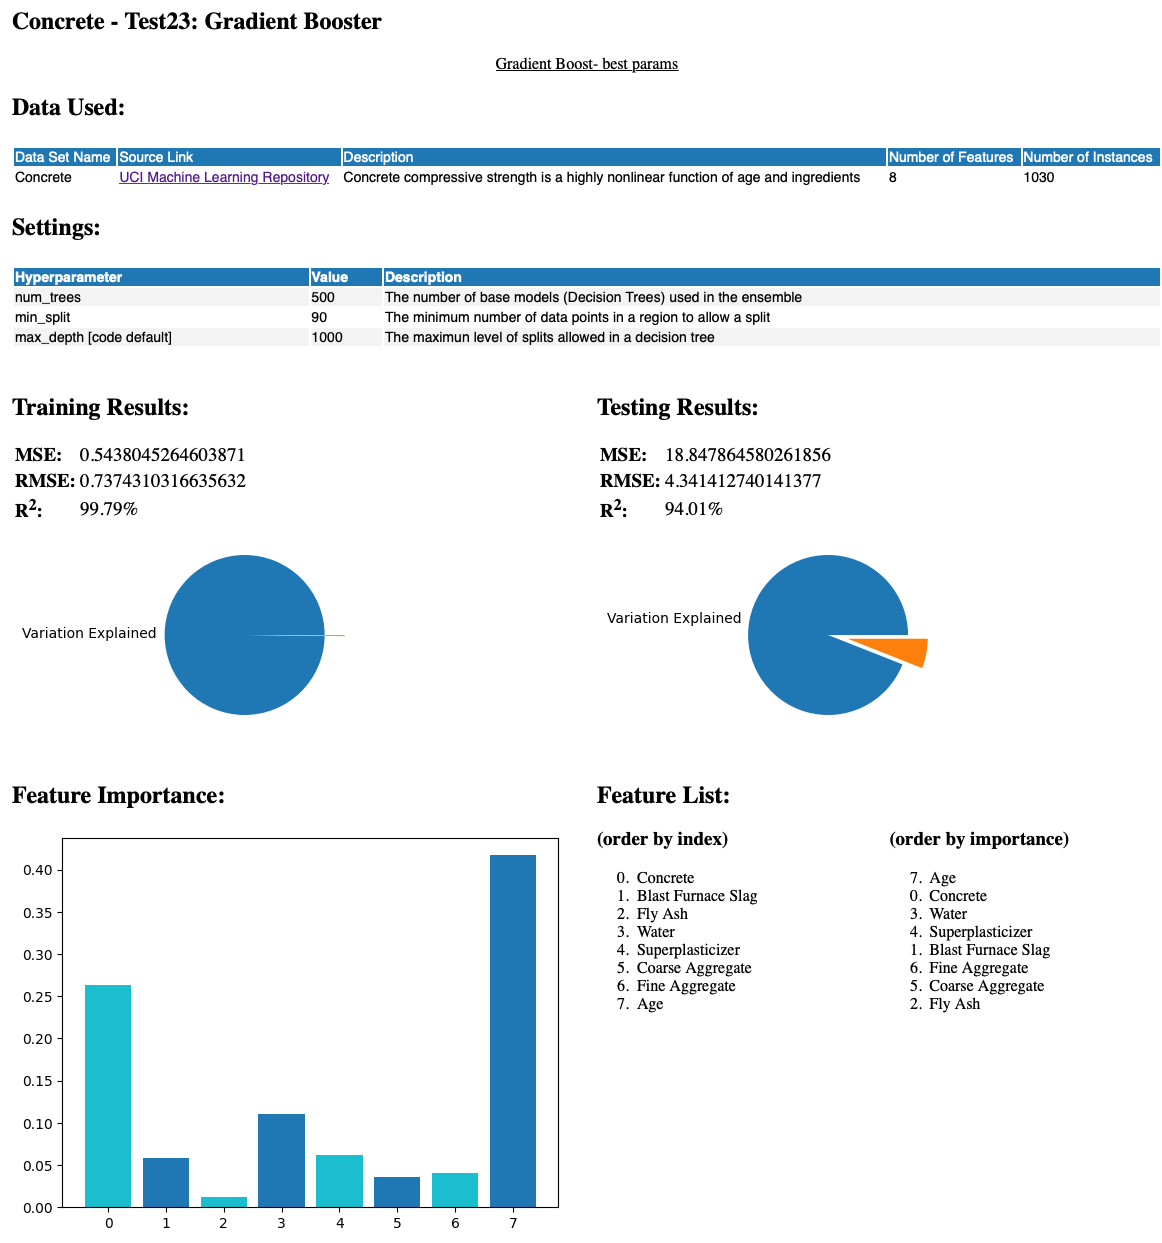 Concrete - Test23: Gradient Booster
Gradient Boost- best params
Data Used:
Data Set Name Source Link Description Number of Features Number of Instances
Concrete UCI Machine Learning Repository Concrete compressive strength is a highly nonlinear function of age and ingredients 8 1030
Settings:
Hyperparameter Value Description
num_trees 500 The number of base models (Decision Trees) used in the ensemble
min_split 90 The minimum number of data points in a region to allow a split
max_depth [code default] 1000 The maximun level of splits allowed in a decision tree
Training Results:
MSE: 0.5438045264603871
RMSE: 0.7374310316635632
R2: 99.79%
Variation Explained
Testing Results:
MSE: 18.847864580261856
RMSE: 4.341412740141377
R2: 94.01%
Variation Explained
Feature Importance:
0.40
0.35
0.30
0.25
0.20
0.15
0.10
0.05
0.00
0 1 2 3 4 5 6 7
Feature List:
(order by index)
0. Concrete
1. Blast Furnace Slag
2. Fly Ash
3. Water
4. Superplasticizer
5. Coarse Aggregate
6. Fine Aggregate
7. Age
(order by importance)
7. Age
0. Concrete
3. Water
4. Superplasticizer
1. Blast Furnace Slag
6. Fine Aggregate
5. Coarse Aggregate
2. Fly Ash